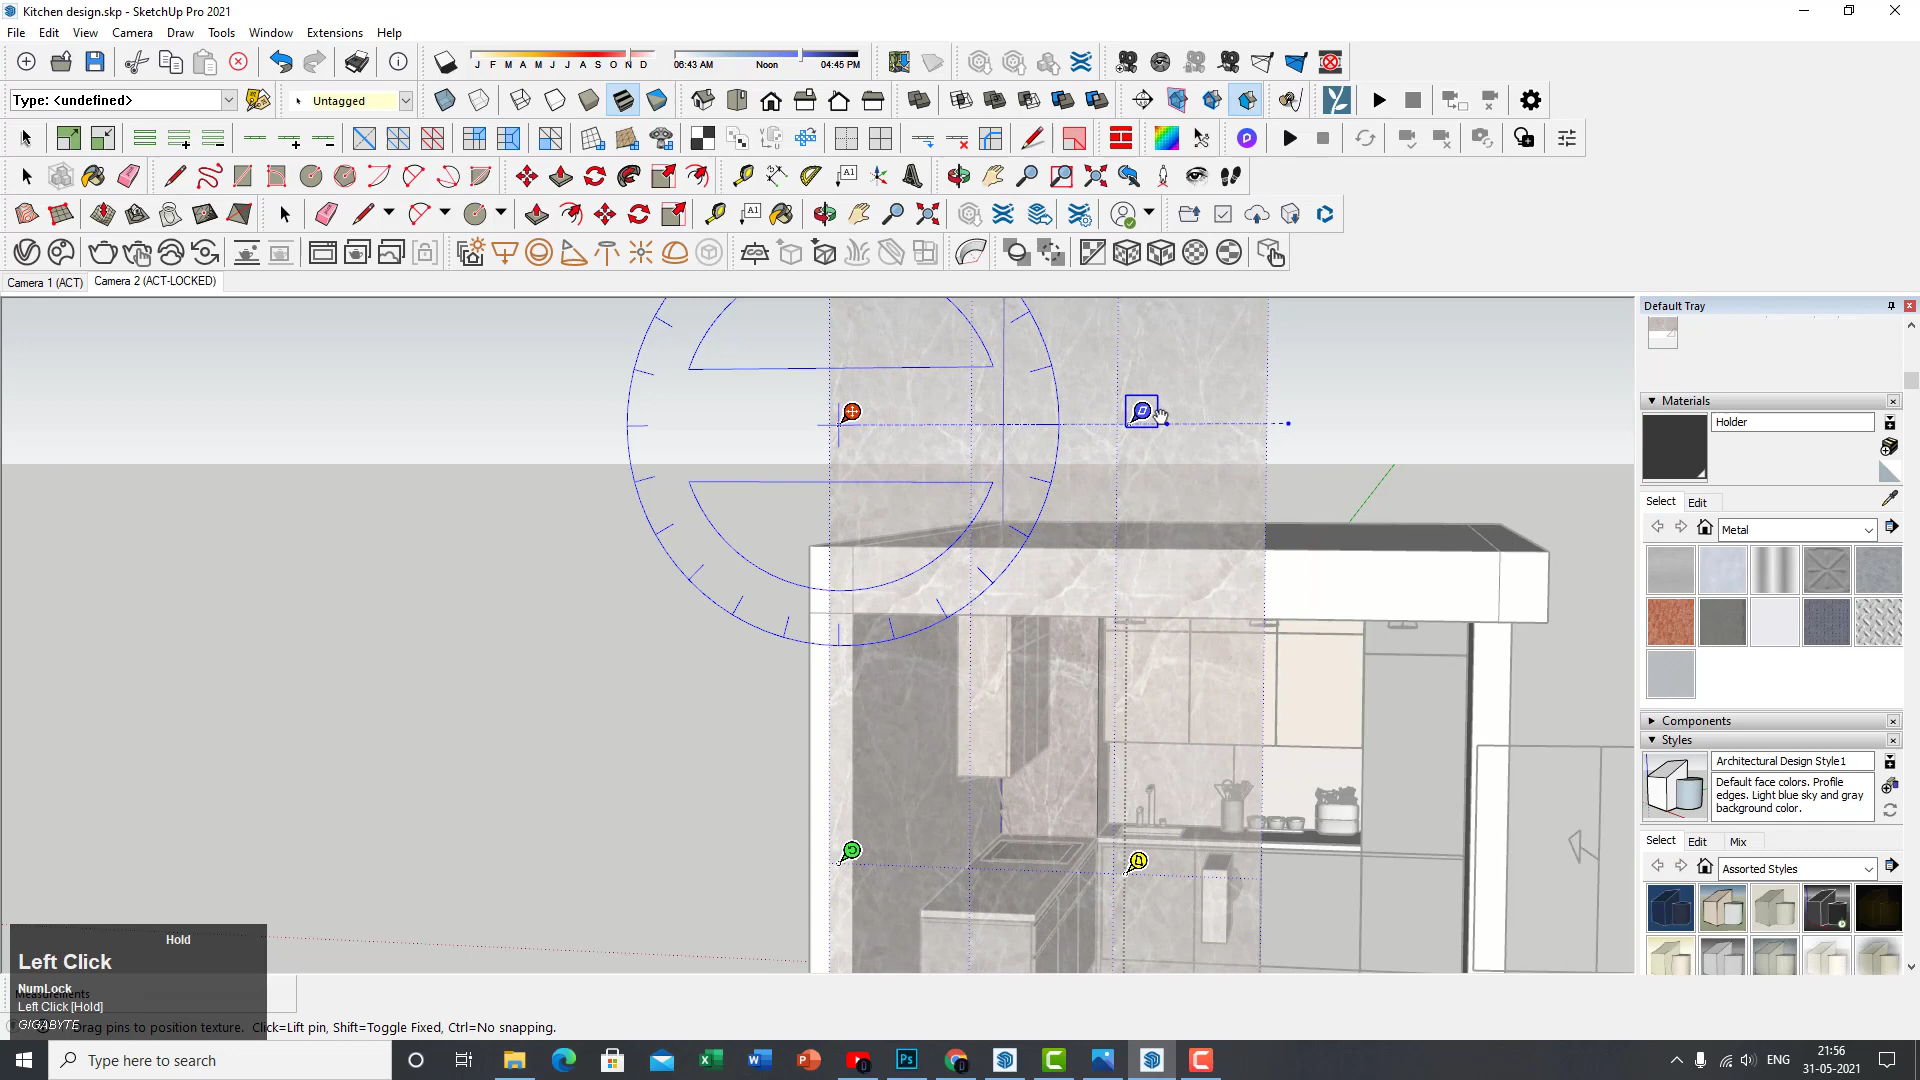 Kitchen design.skp - SketchUp Pro 2021
File Edit View Camera Draw Tools Window Extensions Help
J F M A M J J A S O N D 06:43 AM Noon 04:45 PM
Type: <undefined> Untagged
A1
A1
Camera 1 (ACT) Camera 2 (ACT-LOCKED)
Default Tray
Materials
Holder
Select Edit
Metal
Components
Styles
Architectural Design Style1
Default face colors. Profile edges. Light blue sky and gray background color.
Select Edit Mix
Assorted Styles
Hold
Left Click
NumLock
Measurements
Left Click [Hold]
GIGABYTE
Drag pins to position texture. Click=Lift pin, Shift=Toggle Fixed, Ctrl=No snapping.
Type here to search
ENG
21:56
31-05-2021